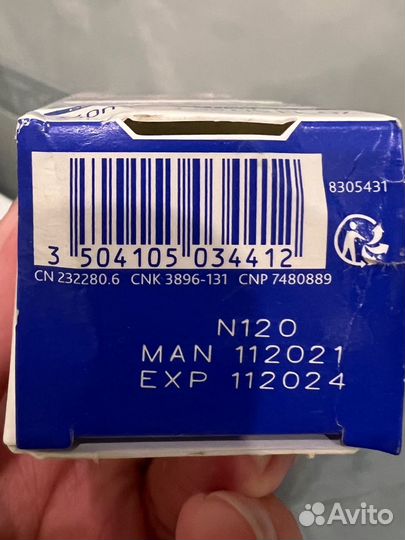 8305431
3 504105 034412
CN 232280.6 CNK 3896-131 CNP 7480889
N120
MAN 112021
EXP 112024
Avito